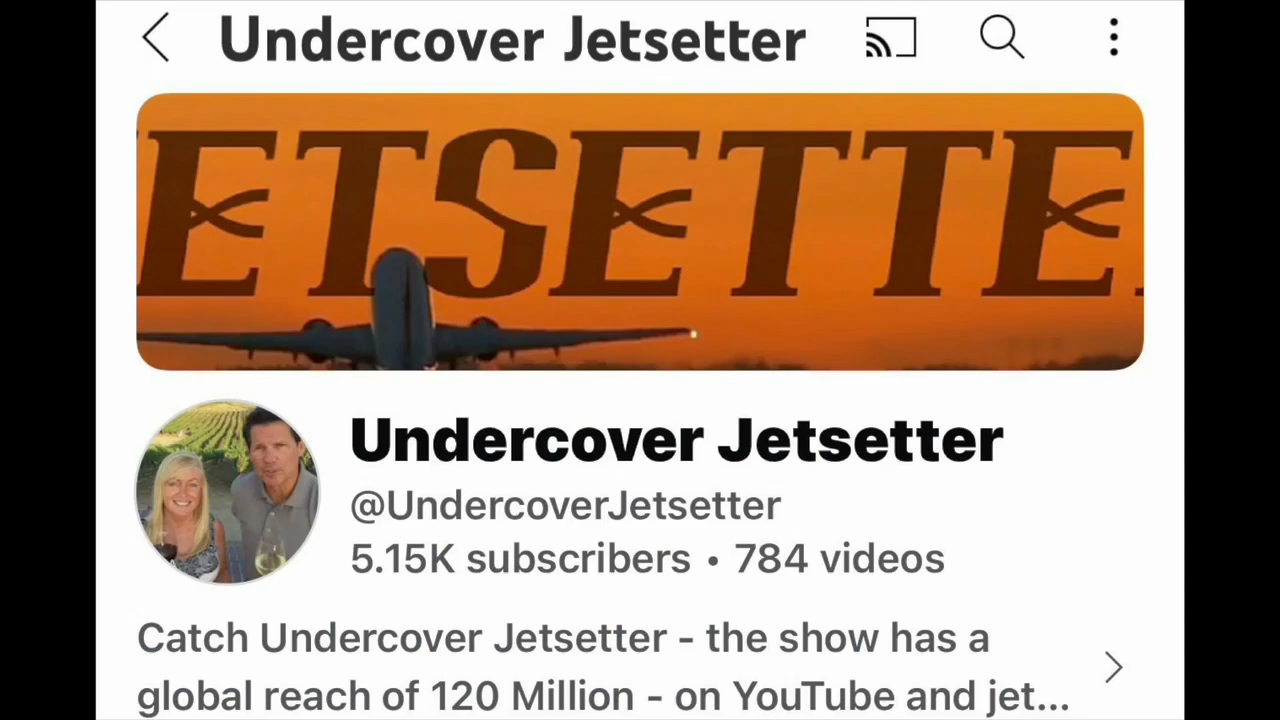 Undercover Jetsetter
ETSETTE
Undercover Jetsetter
@UndercoverJetsetter
5.15K subscribers • 784 videos
Catch Undercover Jetsetter - the show has a
global reach of 120 Million - on YouTube and jet...